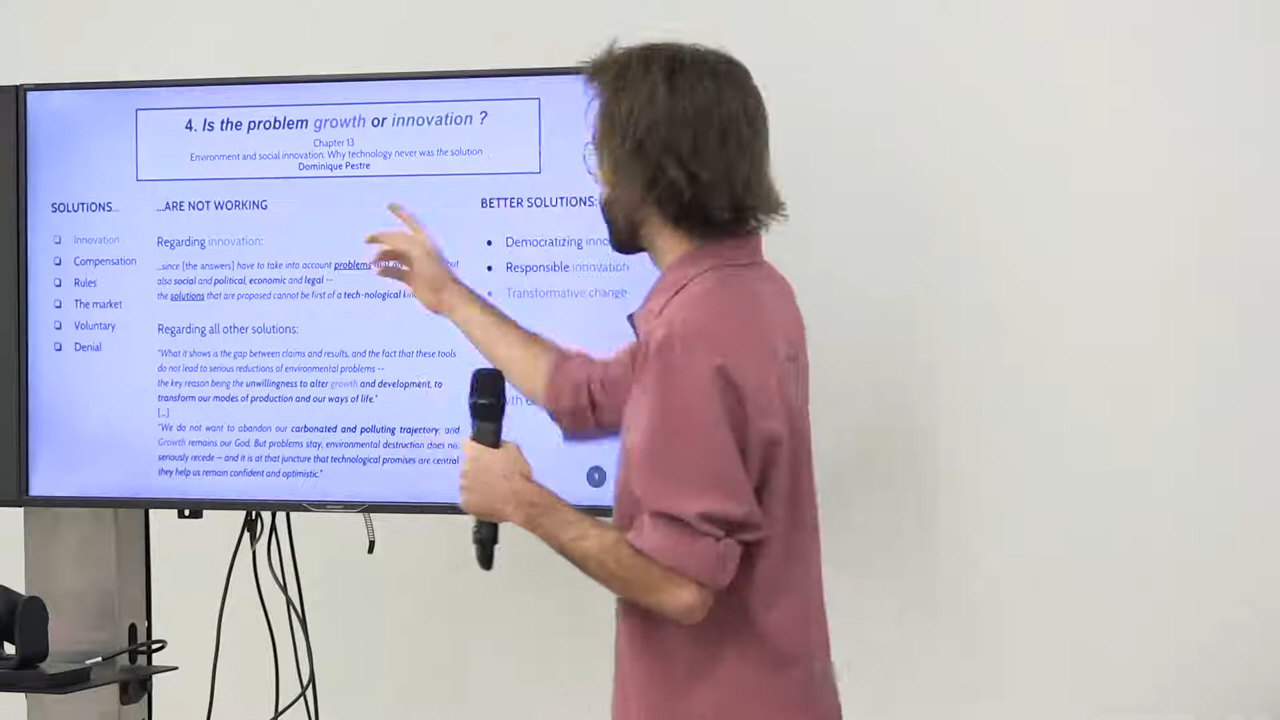 4. Is the problem growth or innovation ?
Chapter 13
Environment and social innovation. Why technology never was the solution
Dominique Pestre
SOLUTIONS...
Innovation
Compensation
Rules
The market
Voluntary
Denial
...ARE NOT WORKING
Regarding innovation:
...since [the answers] have to take into account problems that but
also social and political, economic and legal --
the solutions that are proposed cannot be first of a tech-nological
Regarding all other solutions:
"What it shows is the gap between claims and results, and the fact that these tools
do not lead to serious reductions of environmental problems --
the key reason being the unwillingness to alter growth and development, to
transform our modes of production and our ways of life."
[...]
"We do not want to abandon our carbonated and polluting trajectory, and
Growth remains our God. But problems stay, environmental destruction does no
seriously recede – and it is at that juncture that technological promises are central
they help us remain confident and optimistic."
BETTER SOLUTIONS:
Democratizing inno
Responsible innovation
Transformative change
9